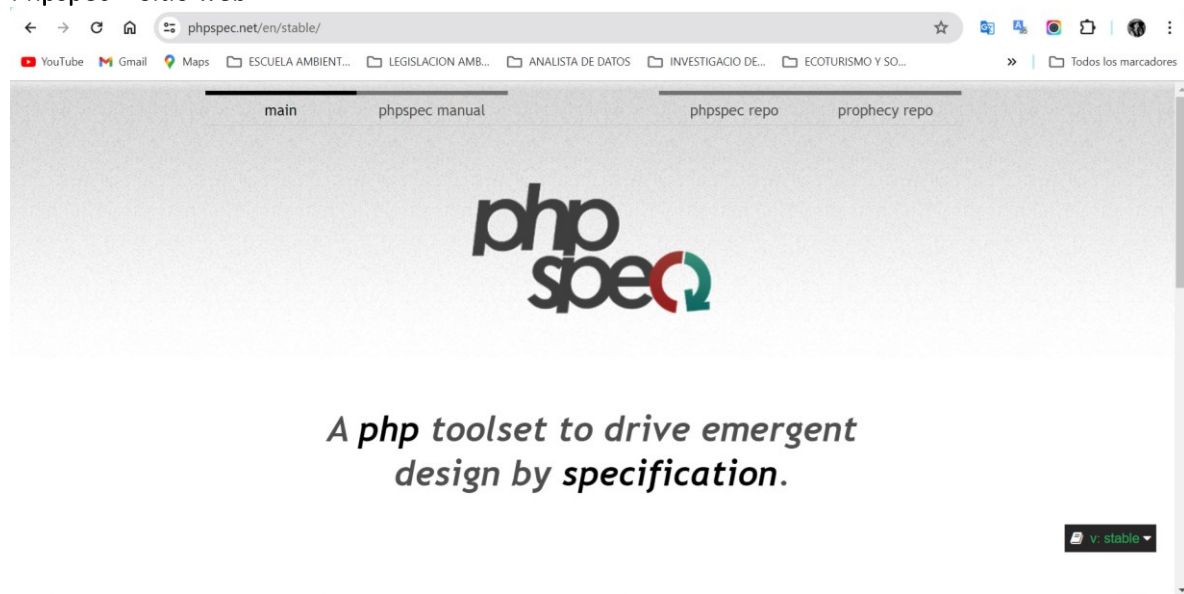 phpspec.net/en/stable/
YouTube Gmail Maps ESCUELA AMBIENT... LEGISLACION AMB... ANALISTA DE DATOS INVESTIGACIO DE... ECOTURISMO Y SO... » Todos los marcadores
main phpspec manual phpspec repo prophecy repo
php
spec
A php toolset to drive emergent
design by specification.
v: stable